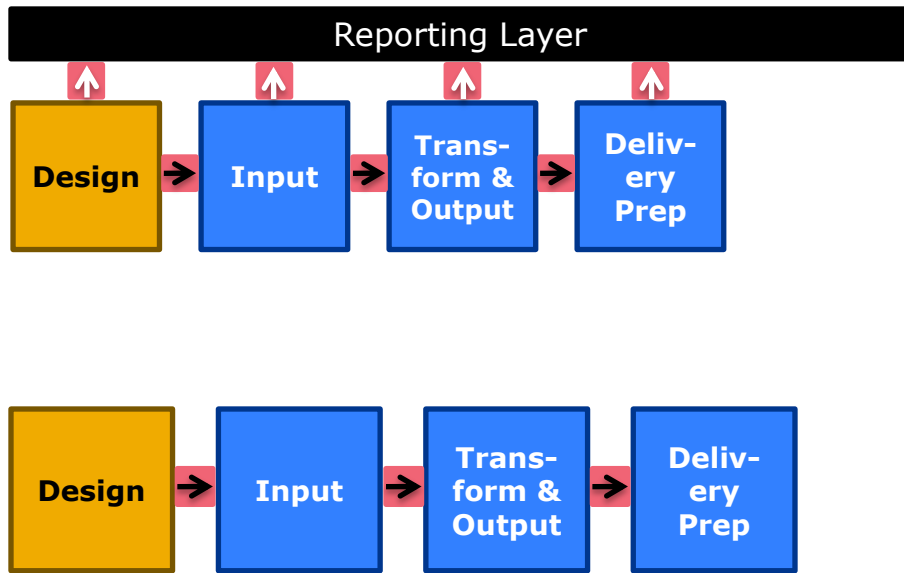 Reporting Layer
Design
Input
Trans-
form &
Output
Deliv-
ery
Prep
Design
Input
Trans-
form &
Output
Deliv-
ery
Prep